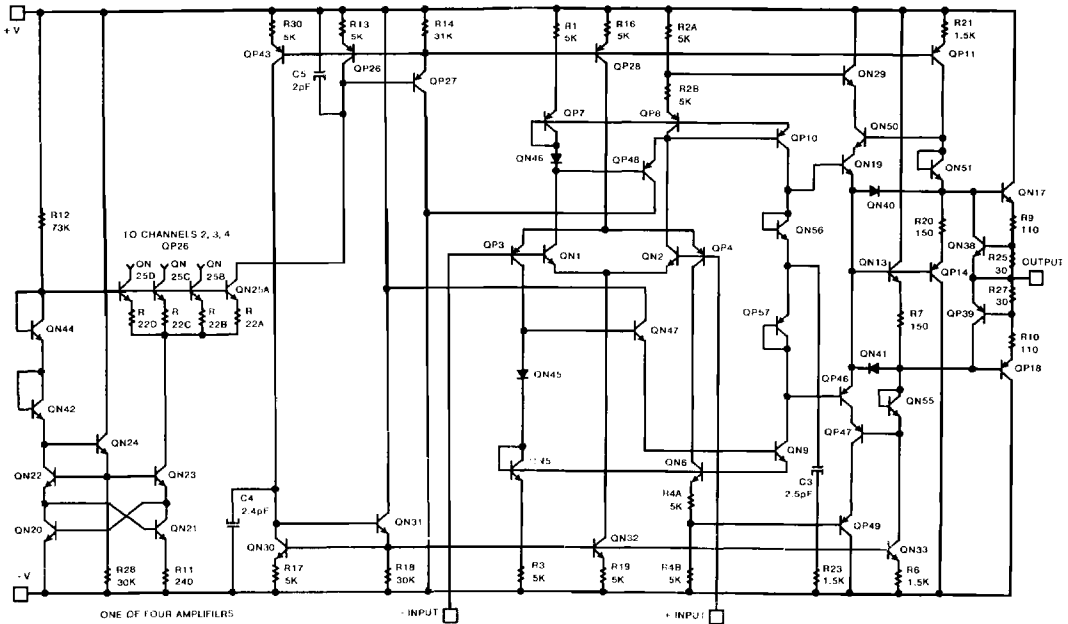 R30
5K
R13
5K
R14
31K
R1
5K
R16
5K
R2A
5K
R21
1.5K
+ V
QP43
QP26
QP27
QP28
QN29
QP11
C5
2pF
R2B
5K
QP7
QP8
QP10
QN50
QN46
QP48
QN19
QN51
QN17
QN40
R12
73K
TO CHANNELS 2, 3, 4
QP26
QN
25D
QN
25C
QN
25B
QN25A
R
22D
R
22C
R
22B
R
22A
QP3
QN1
QN2
QP4
QN56
QN13
R20
150
QP14
QN38
R9
110
R25
30
OUTPUT
R27
30
QN44
QN47
QP57
R7
150
PP39
R10
110
QN45
QN41
QP18
QN42
QP46
QN55
QN24
QP47
QN22
QN23
QN6
QN9
C4
2.4pF
R4A
5K
C3
2.5pF
QN20
QN21
QN31
QP49
QN30
QN32
QN33
R28
30K
R11
240
R17
5K
R18
30K
R3
5K
R19
5K
R4B
5K
R23
1.5K
R6
1.5K
- V
ONE OF FOUR AMPLIFIERS
- INPUT
+ INPUT